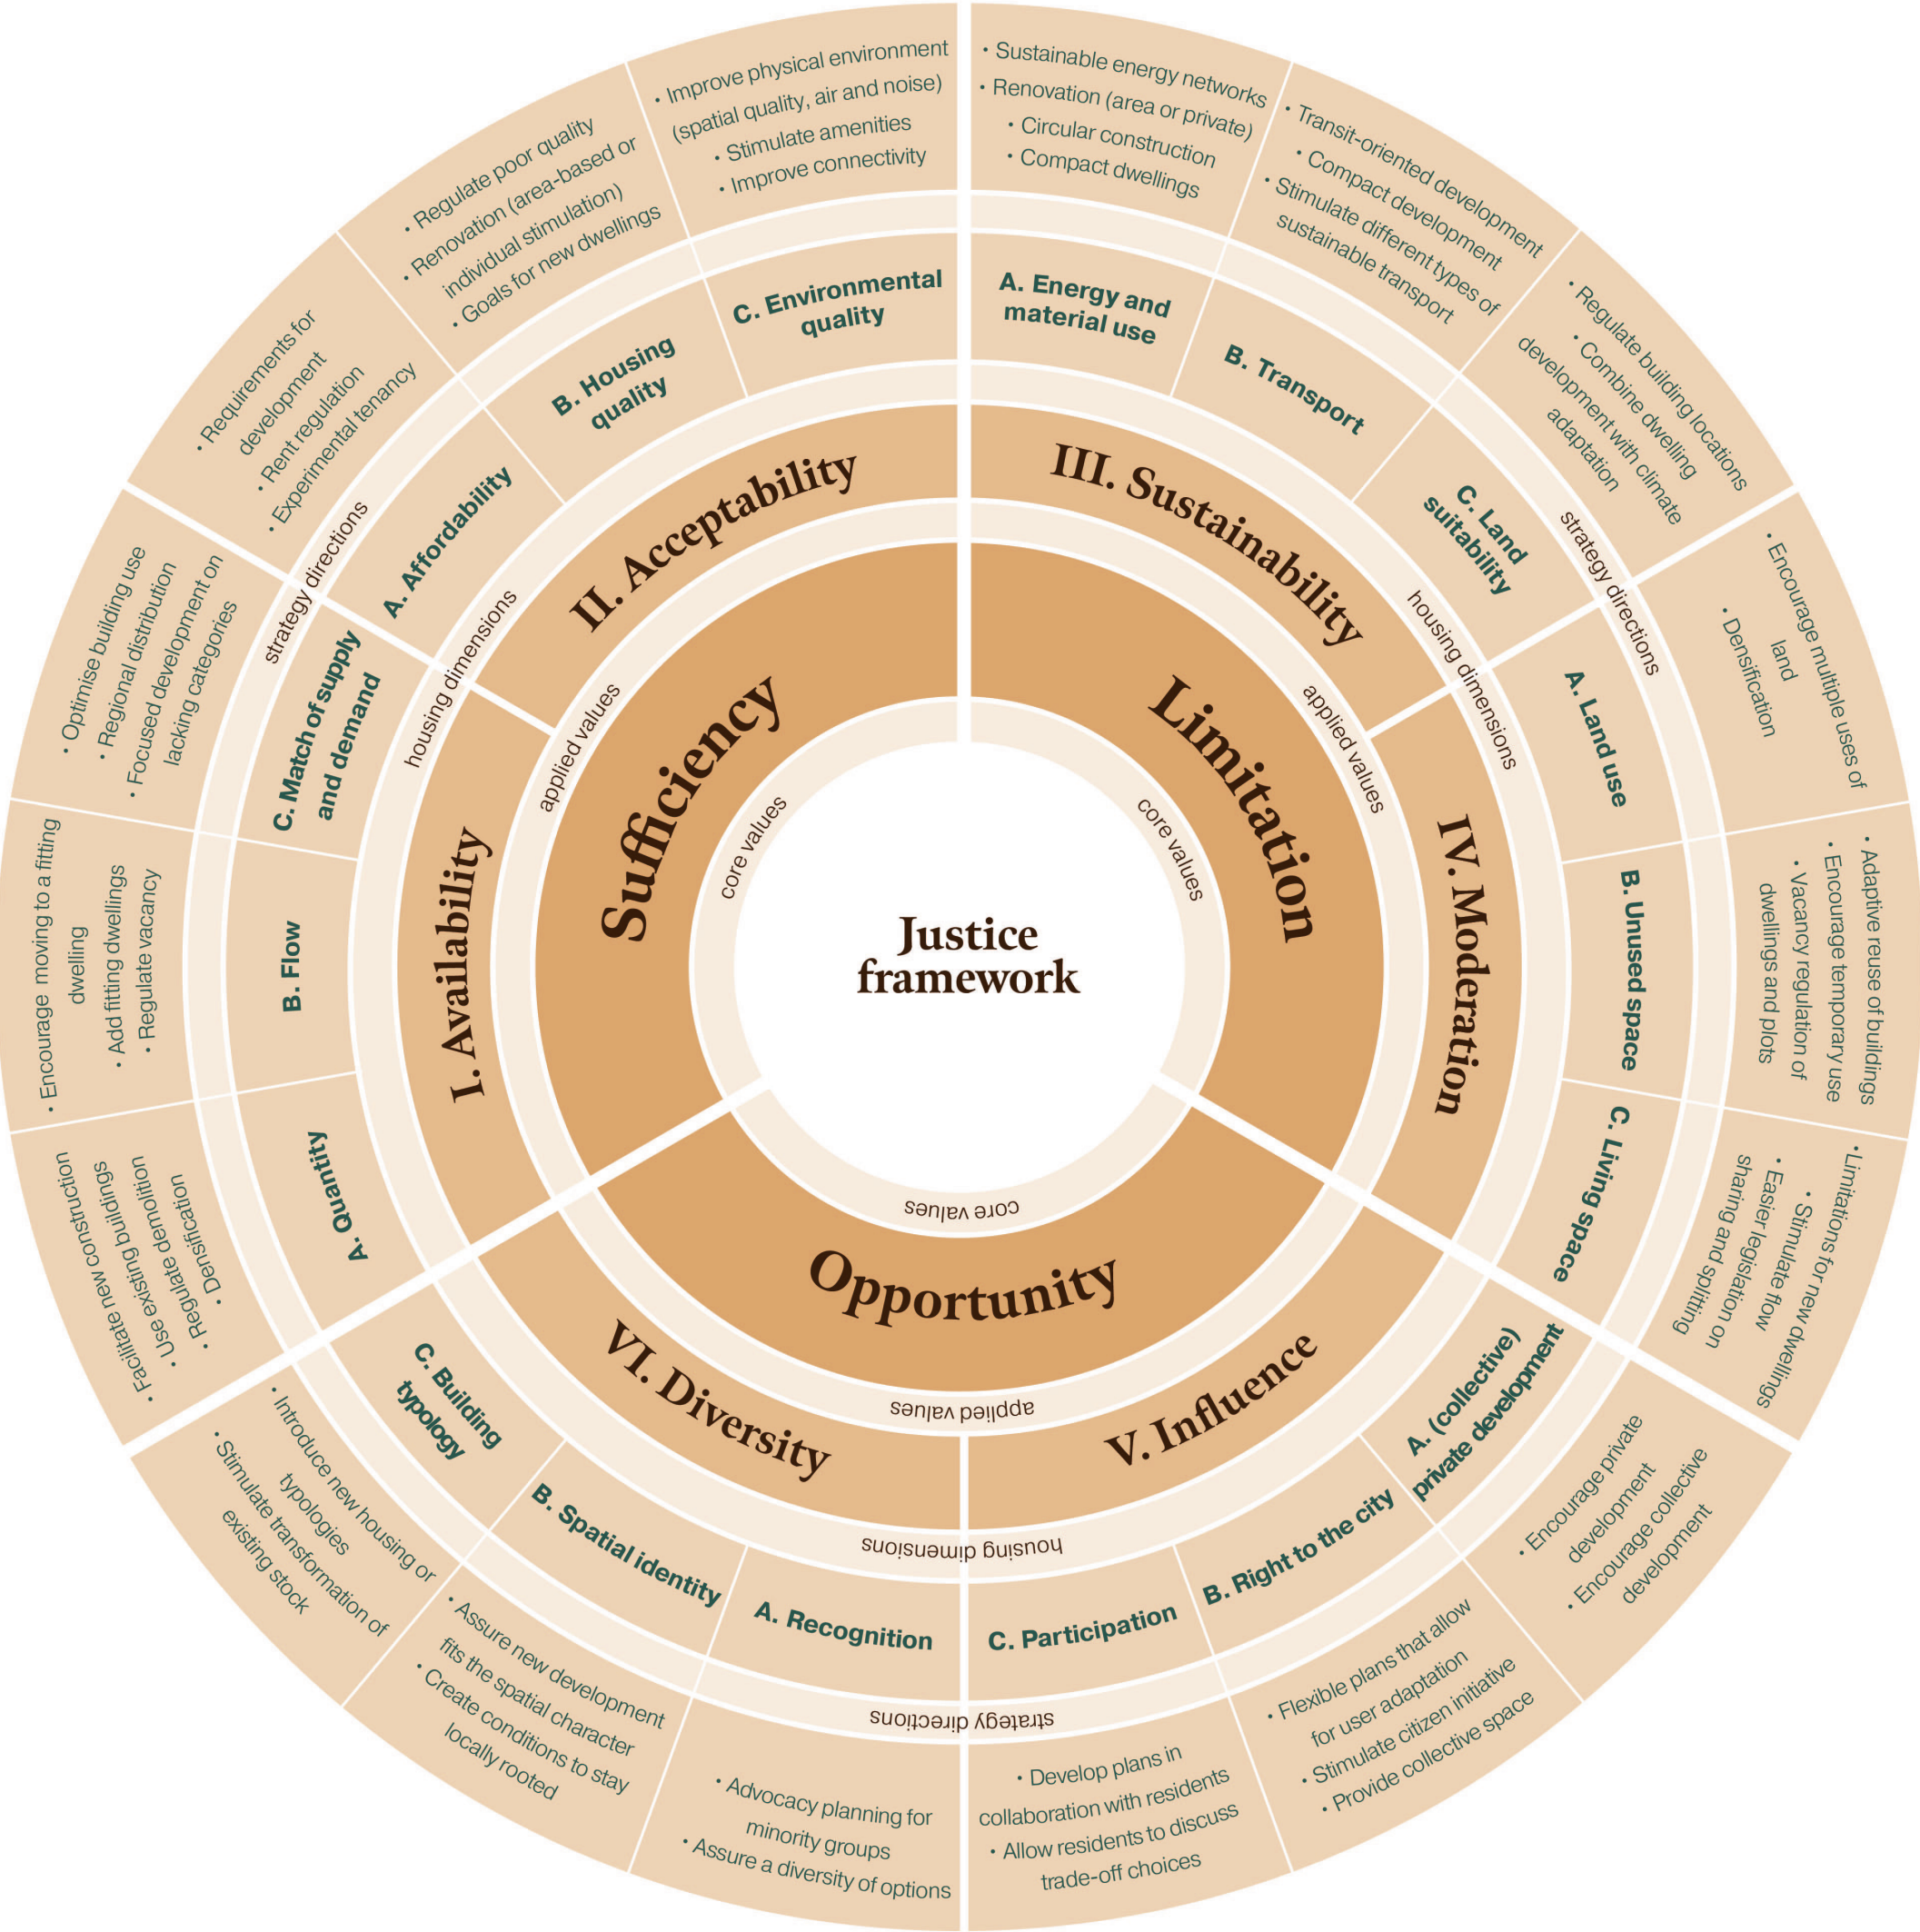 Justice
framework
core values
core values
core values
Sufficiency
Limitation
Opportunity
applied values
applied values
applied values
I. Availability
II. Acceptability
III. Sustainability
IV. Moderation
V. Influence
VI. Diversity
housing dimensions
housing dimensions
housing dimensions
A. Quantity
B. Flow
C. Match of supply
and demand
A. Affordability
B. Housing
quality
C. Environmental
quality
A. Energy and
material use
B. Transport
C. Land
suitability
A. Land use
B. Unused space
C. Living space
A. (collective)
private development
B. Right to the city
C. Participation
A. Recognition
B. Spatial identity
C. Building
typology
strategy directions
strategy directions
strategy directions
• Facilitate new construction
• Use existing buildings
• Regulate demolition
• Densification
• Encourage moving to a fitting
dwelling
• Add fitting dwellings
• Regulate vacancy
• Optimise building use
• Regional distribution
• Focused development on
lacking categories
• Requirements for
development
• Rent regulation
• Experimental tenancy
• Regulate poor quality
• Renovation (area-based or
individual stimulation)
• Goals for new dwellings
• Improve physical environment
(spatial quality, air and noise)
• Stimulate amenities
• Improve connectivity
• Sustainable energy networks
• Renovation (area or private)
• Circular construction
• Compact dwellings
• Transit-oriented development
• Compact development
• Stimulate different types of
sustainable transport
• Regulate building locations
• Combine dwelling
development with climate
adaptation
• Encourage multiple uses of
land
• Densification
• Adaptive reuse of buildings
• Encourage temporary use
• Vacancy regulation of
dwellings and plots
• Limitations for new dwellings
• Stimulate flow
• Easier legislation on
sharing and splitting
• Encourage private
development
• Encourage collective
development
• Flexible plans that allow
for user adaptation
• Stimulate citizen initiative
• Provide collective space
• Develop plans in
collaboration with residents
• Allow residents to discuss
trade-off choices
• Advocacy planning for
minority groups
• Assure a diversity of options
• Assure new development
fits the spatial character
• Create conditions to stay
locally rooted
• Introduce new housing or
typologies
• Stimulate transformation of
existing stock